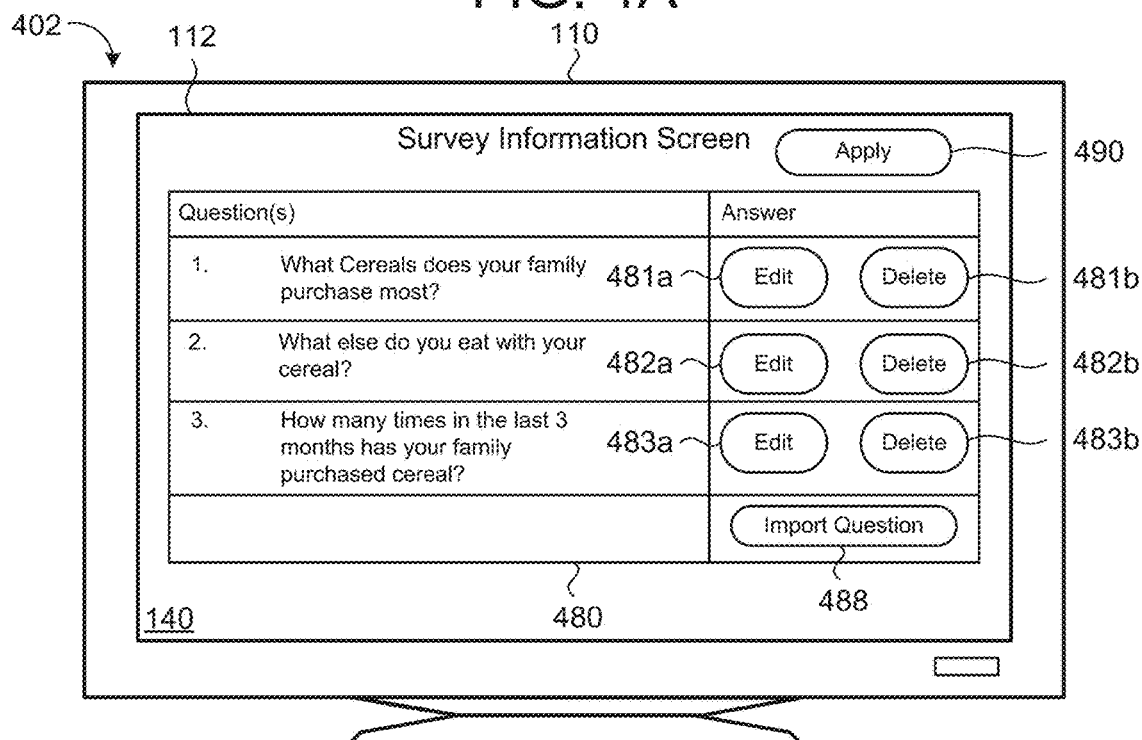 FIG. 4A
402
112
110
Survey Information Screen
Apply
490
Question(s)
Answer
1.
What Cereals does your family
purchase most?
481a
Edit
Delete
481b
2.
What else do you eat with your
cereal?
482a
Edit
Delete
482b
3.
How many times in the last 3
months has your family
purchased cereal?
483a
Edit
Delete
483b
Import Question
488
480
140